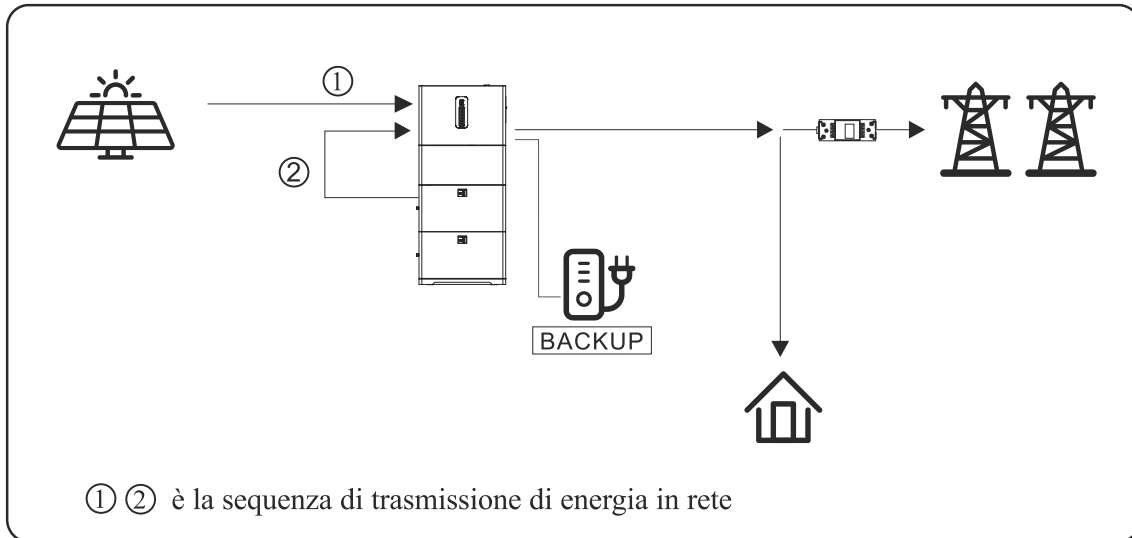 ①
②
BACKUP
① ② è la sequenza di trasmissione di energia in rete